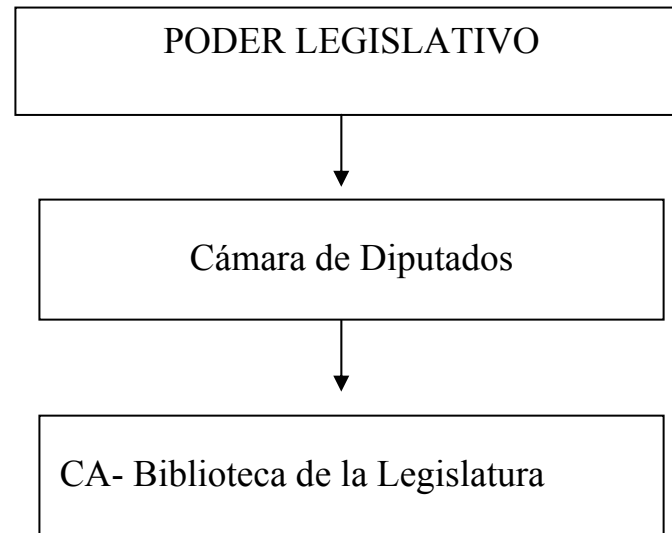 PODER LEGISLATIVO
Cámara de Diputados
CA- Biblioteca de la Legislatura